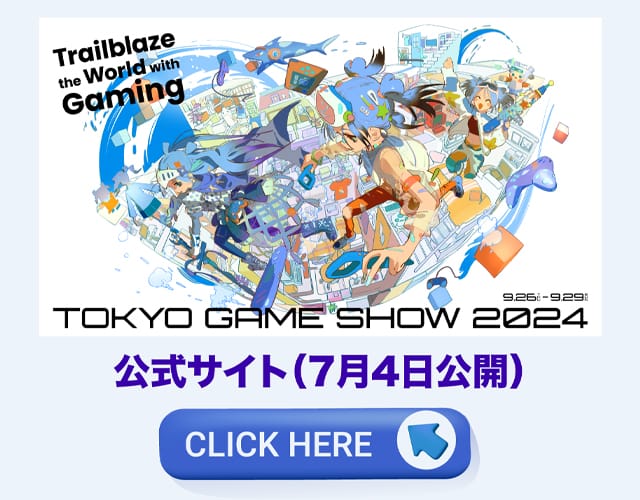 Trailblaze
the World with
Gaming
9.26 - 9.29
TOKYO GAME SHOW 2024
公式サイト(7月4日公開)
CLICK HERE